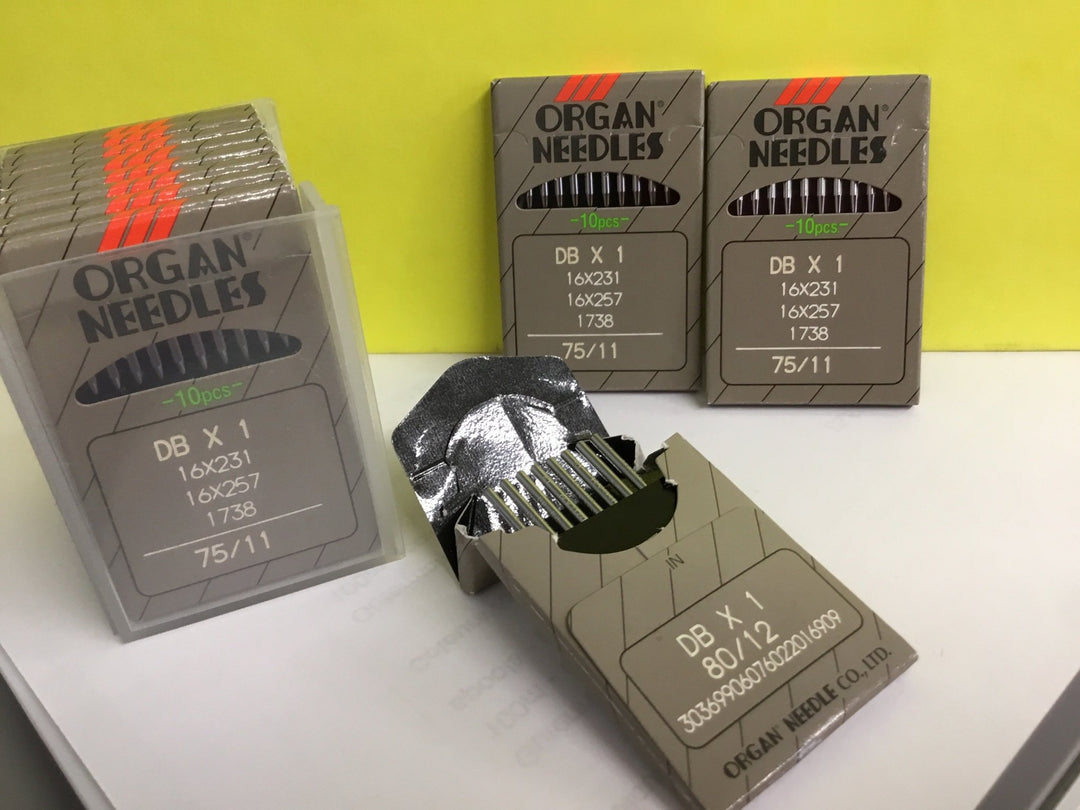 ORGAN®
NEEDLES
-10pcs-
DB X 1
16X231
16X257
1738
75/11
ORGAN®
NEEDLES
-10pcs-
DB X 1
16X231
16X257
1738
75/11
ORGAN®
NEEDLES
-10pcs-
DB X 1
16X231
16X257
1738
75/11
IN
DB X 1
80/12
30369906076022016909
ORGAN® NEEDLE CO., LTD.